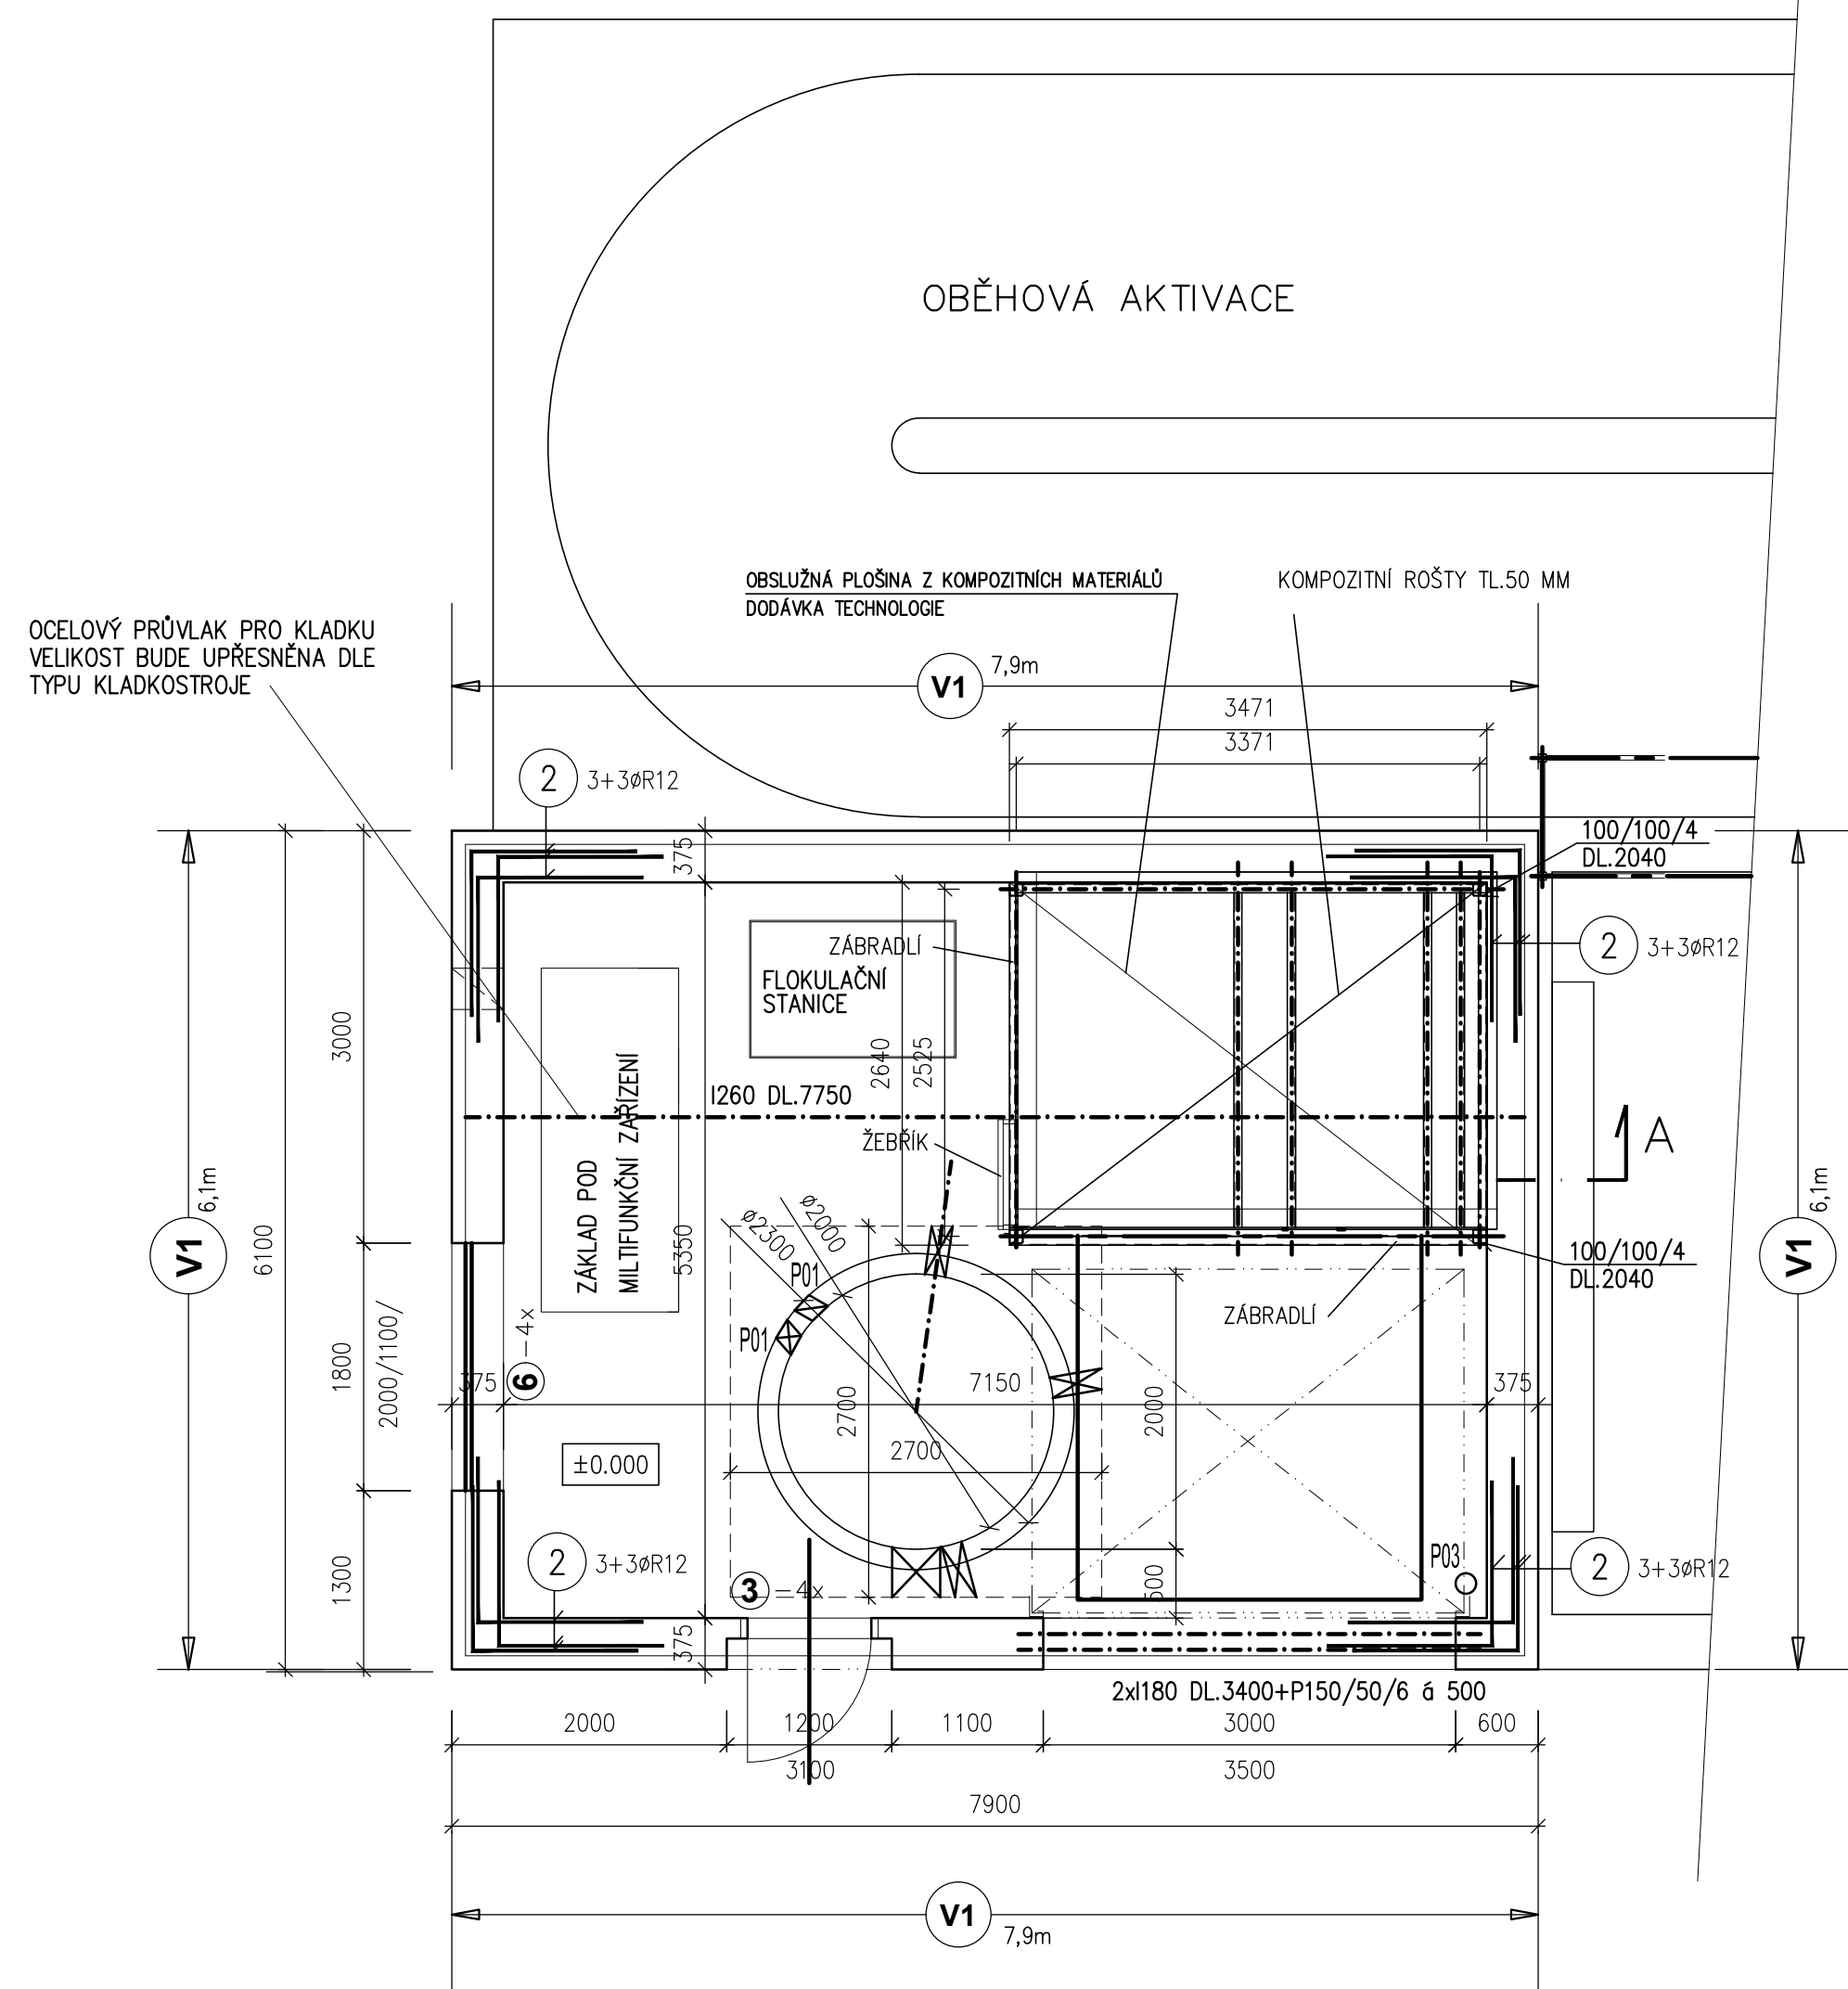 OBĚHOVÁ AKTIVACE
OBSLUŽNÁ PLOŠINA Z KOMPOZITNÍCH MATERIÁLŮ
DODÁVKA TECHNOLOGIE
KOMPOZITNÍ ROŠTY TL.50 MM
OCELOVÝ PRŮVLAK PRO KLADKU
VELIKOST BUDE UPŘESNĚNA DLE
TYPU KLADKOSTROJE
V1
7,9m
3471
3371
2
3+3øR12
100/100/4
DL.2040
375
ZÁBRADLÍ
FLOKULAČNÍ
STANICE
2
3+3øR12
3000
2640
2525
I260 DL.7750
ZÁKLAD POD
MILTIFUNKČNÍ ZAŘÍZENÍ
ŽEBŘÍK
A
V1
6,1m
6100
5350
ø2300
ø2000
P01
P01
100/100/4
DL.2040
ZÁBRADLÍ
V1
6,1m
1800
2000/1100/
375
6
–4x
7150
375
2700
2700
2000
±0.000
P03
1300
2
3+3øR12
3
–4x
500
2
3+3øR12
375
2xI180 DL.3400+P150/50/6 á 500
2000
1200
1100
3000
600
3100
3500
7900
V1
7,9m